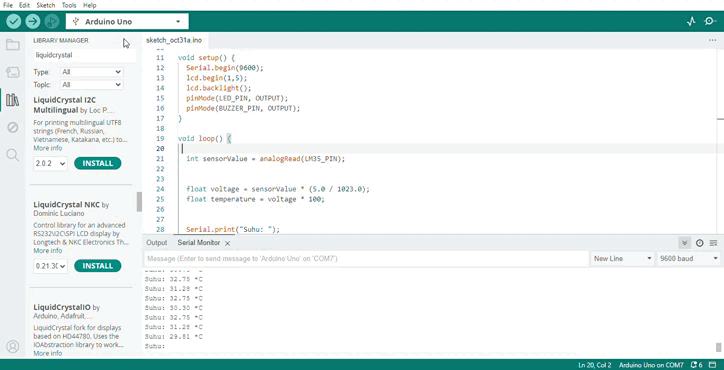 File Edit Sketch Tools Help
Arduino Uno
LIBRARY MANAGER
liquidcrystal
Type: All
Topic: All
LiquidCrystal I2C
Multilingual by Loc P....
For printing multilingual UTF8
strings (French, Russian,
Vietnamese, Katakana, etc.) to...
More info
2.0.2 INSTALL
LiquidCrystal NKC by
Dominic Luciano
Control library for an advanced
RS232\I2C\SPI LCD display by
Longtech & NKC Electronics Th...
More info
0.21.30 INSTALL
LiquidCrystalIO by
Arduino, Adafruit,...
LiquidCrystal fork for displays
based on HD44780. Uses the
IOAbstraction library to work...
More info
sketch_oct31a.ino
11 void setup() {
12 Serial.begin(9600);
13 lcd.begin(1,5);
14 lcd.backlight();
15 pinMode(LED_PIN, OUTPUT);
16 pinMode(BUZZER_PIN, OUTPUT);
17 }
18
19 void loop() {
20
21 int sensorValue = analogRead(LM35_PIN);
22
23
24 float voltage = sensorValue * (5.0 / 1023.0);
25 float temperature = voltage * 100;
26
27
28 Serial.print("Suhu: ");
Output Serial Monitor
Message (Enter to send message to 'Arduino Uno' on 'COM7')
New Line 9600 baud
Suhu: 32.75 *C
Suhu: 31.28 *C
Suhu: 32.75 *C
Suhu: 30.30 *C
Suhu: 32.75 *C
Suhu: 31.28 *C
Suhu: 29.81 *C
Suhu:
Ln 20, Col 2 Arduino Uno on COM7 6